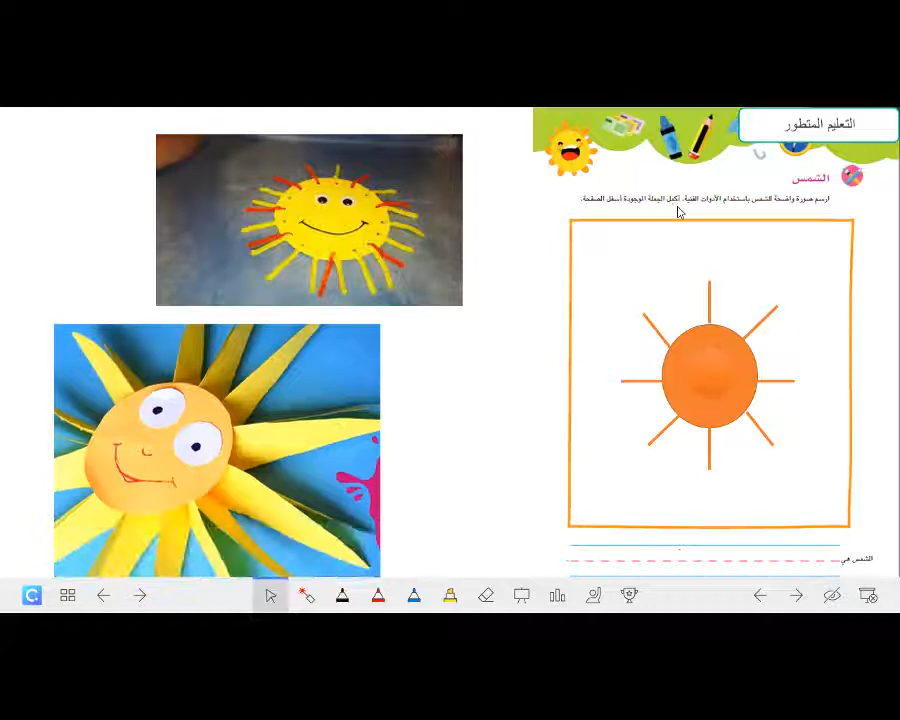 التعليم المتطور
الشمس
ارسم صورة واضحة للشمس باستخدام الأدوات الفنية. أكمل الجملة الموجودة أسفل الصفحة.
الشمس هي